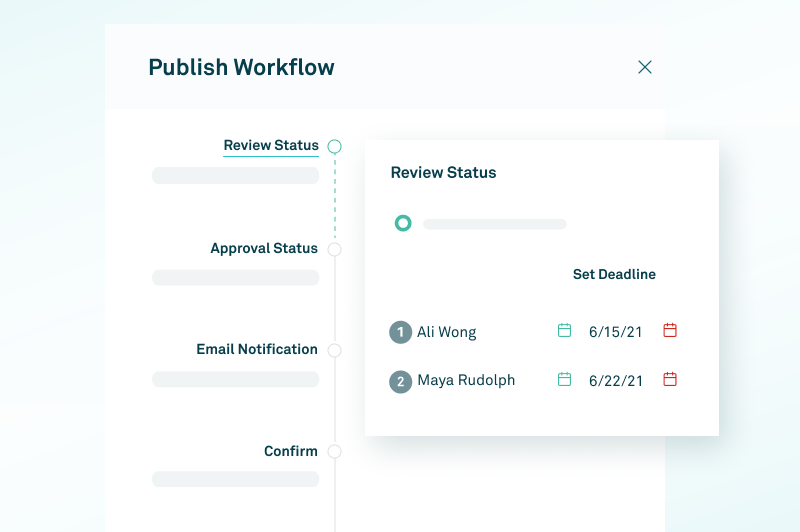 Publish Workflow
Review Status
Approval Status
Email Notification
Confirm
Review Status
Set Deadline
1 Ali Wong 6/15/21
2 Maya Rudolph 6/22/21